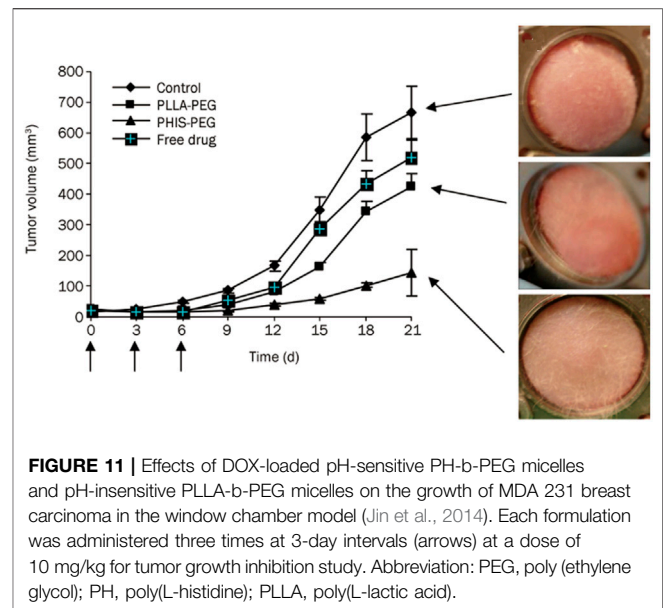 800
700
600
500
400
300
200
100
0
Tumor volume (mm³)
Control
PLLA-PEG
PHIS-PEG
Free drug
0 3 6 9 12 15 18 21
Time (d)
FIGURE 11 | Effects of DOX-loaded pH-sensitive PH-b-PEG micelles
and pH-insensitive PLLA-b-PEG micelles on the growth of MDA 231 breast
carcinoma in the window chamber model (Jin et al., 2014). Each formulation
was administered three times at 3-day intervals (arrows) at a dose of
10 mg/kg for tumor growth inhibition study. Abbreviation: PEG, poly (ethylene
glycol); PH, poly(L-histidine); PLLA, poly(L-lactic acid).